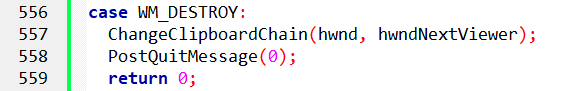 556 case WM_DESTROY:
557 ChangeClipboardChain(hwnd, hwndNextViewer);
558 PostQuitMessage(0);
559 return 0;